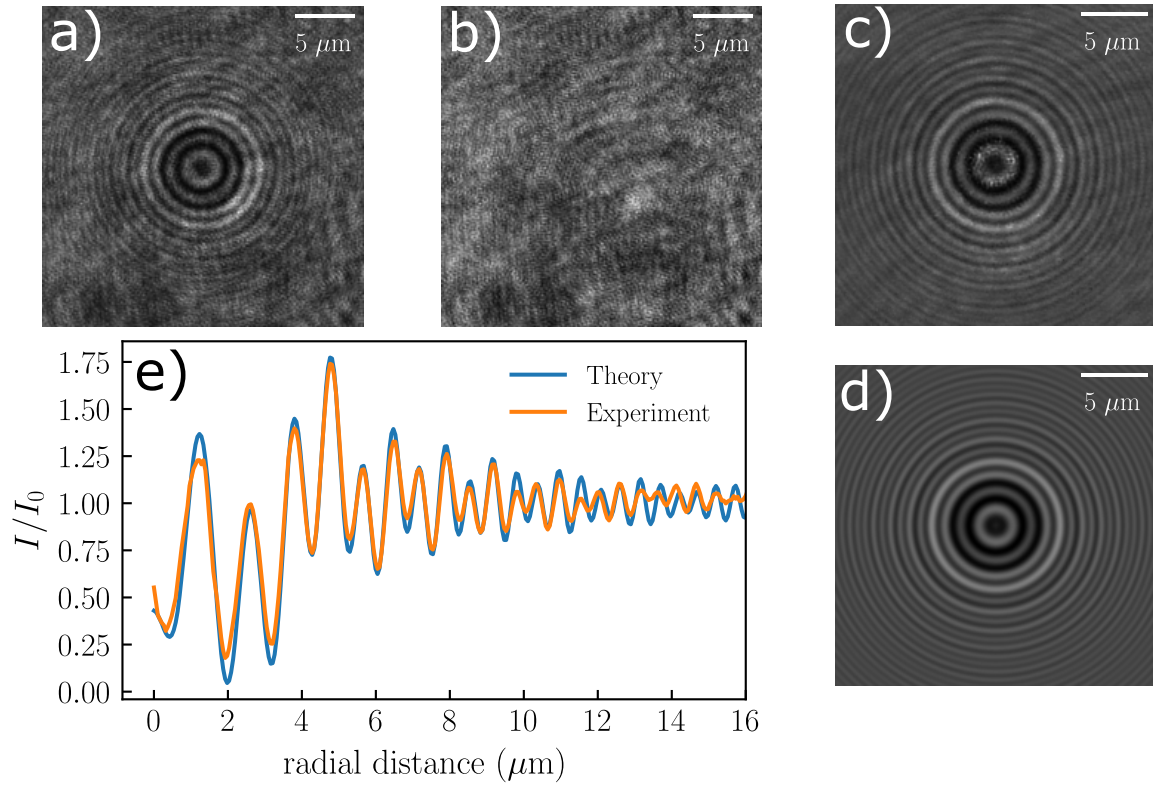 a)
5 μm
b)
5 μm
c)
5 μm
e)
1.75
1.50
1.25
1.00
0.75
0.50
0.25
0.00
I/I₀
Theory
Experiment
0 2 4 6 8 10 12 14 16
radial distance (μm)
d)
5 μm